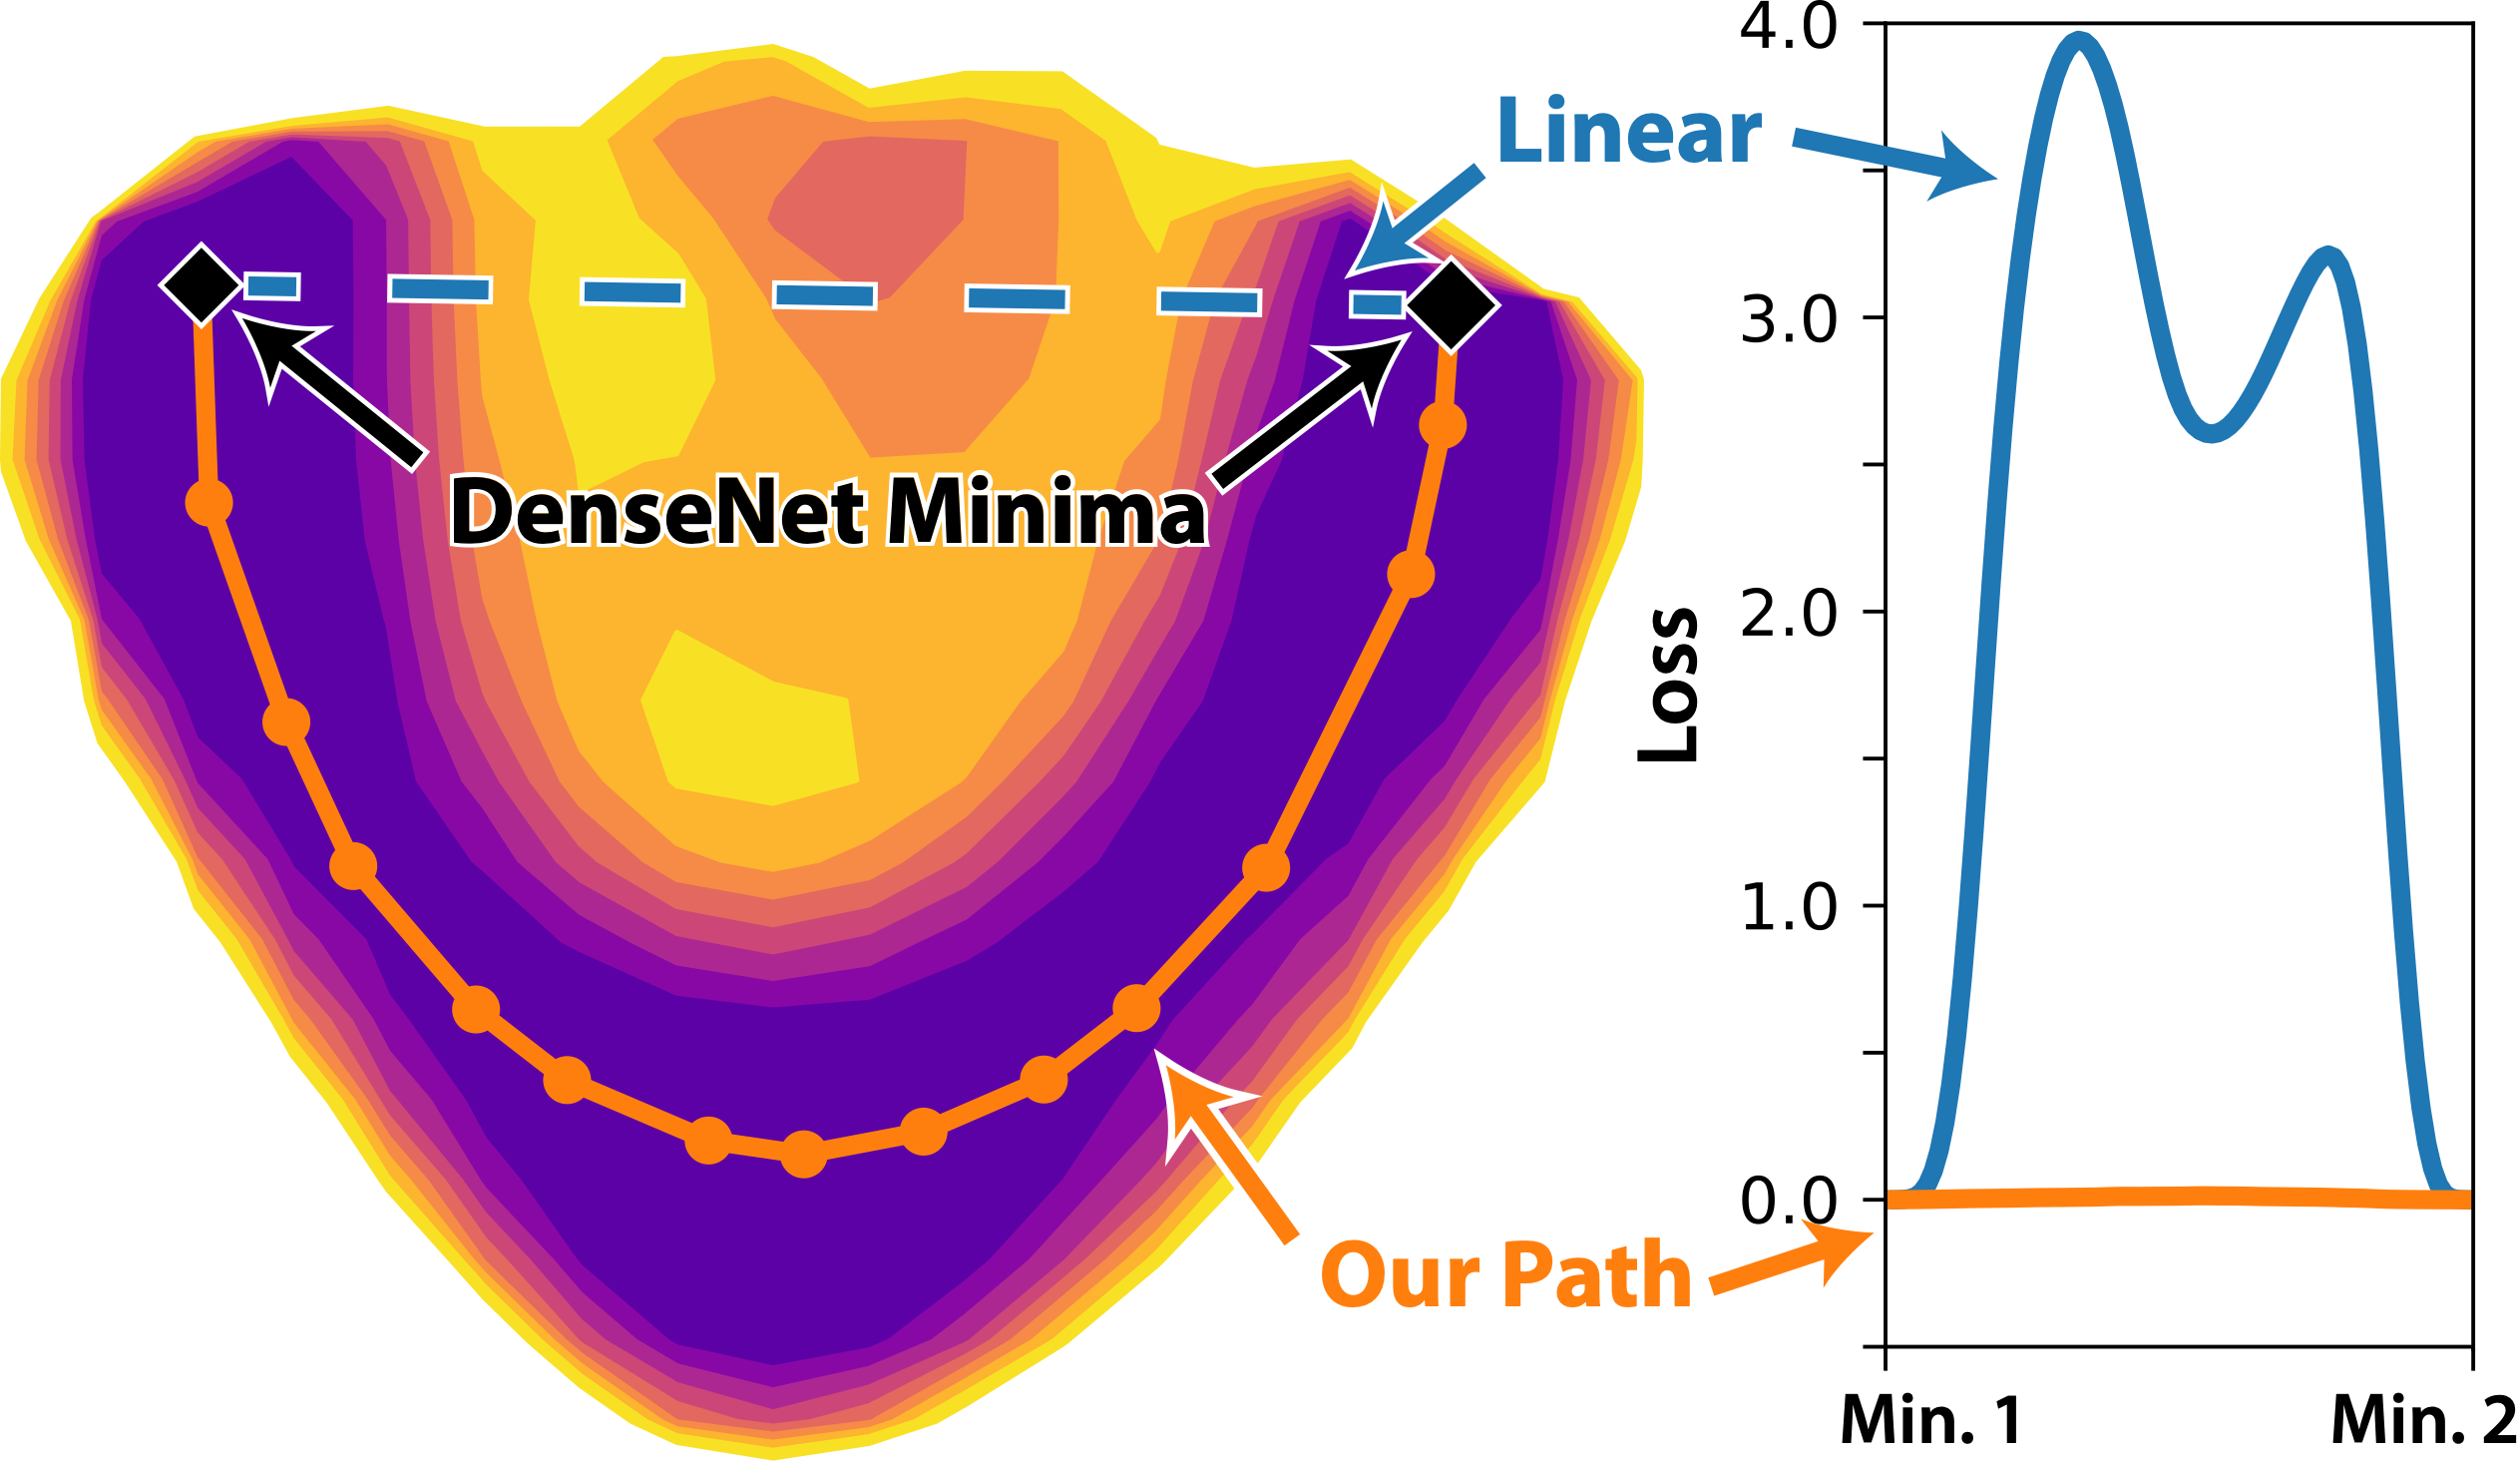 Linear
DenseNet Minima
Our Path
Loss
4.0
3.0
2.0
1.0
0.0
Min. 1
Min. 2